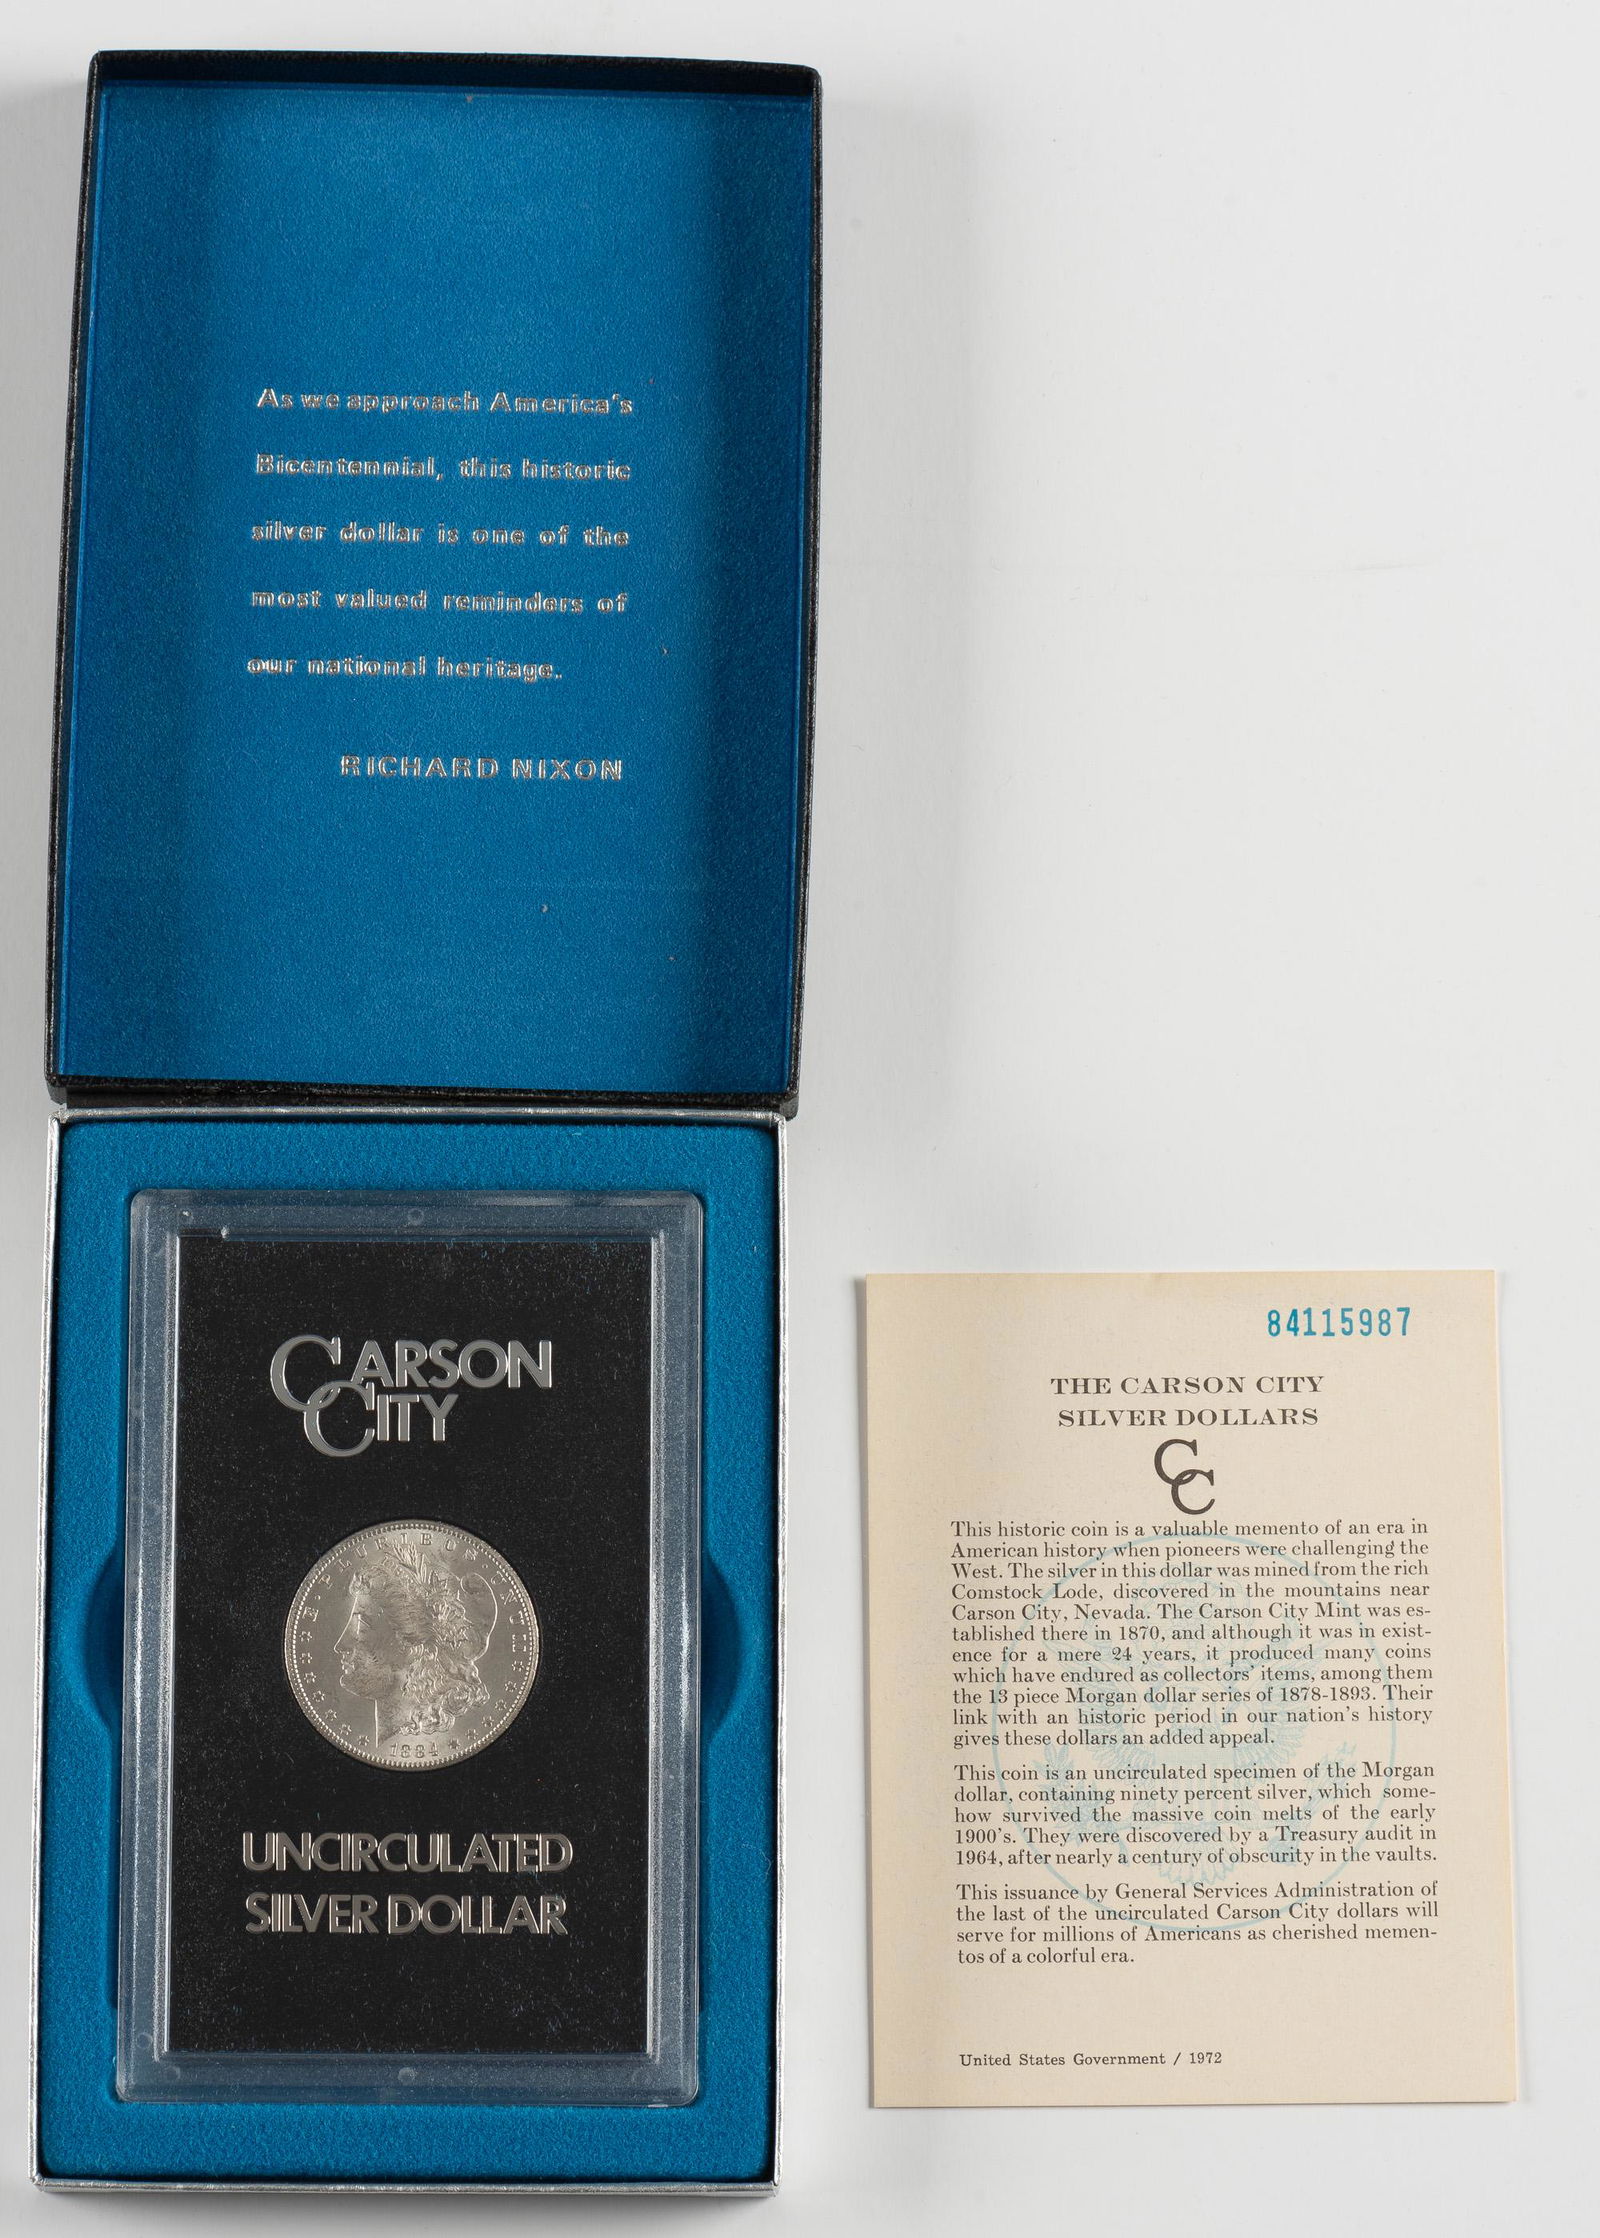 As we approach America's
Bicentennial, this historic
silver dollar is one of the
most valued reminders of
our national heritage.
RICHARD NIXON
CARSON
CITY
E · PLURIBUS · UNUM
1884
UNCIRCULATED
SILVER DOLLAR
84115987
THE CARSON CITY
SILVER DOLLARS
CC
This historic coin is a valuable memento of an era in
American history when pioneers were challenging the
West. The silver in this dollar was mined from the rich
Comstock Lode, discovered in the mountains near
Carson City, Nevada. The Carson City Mint was es-
tablished there in 1870, and although it was in exist-
ence for a mere 24 years, it produced many coins
which have endured as collectors' items, among them
the 13 piece Morgan dollar series of 1878-1893. Their
link with an historic period in our nation's history
gives these dollars an added appeal.
This coin is an uncirculated specimen of the Morgan
dollar, containing ninety percent silver, which some-
how survived the massive coin melts of the early
1900's. They were discovered by a Treasury audit in
1964, after nearly a century of obscurity in the vaults.
This issuance by General Services Administration of
the last of the uncirculated Carson City dollars will
serve for millions of Americans as cherished memen-
tos of a colorful era.
United States Government / 1972